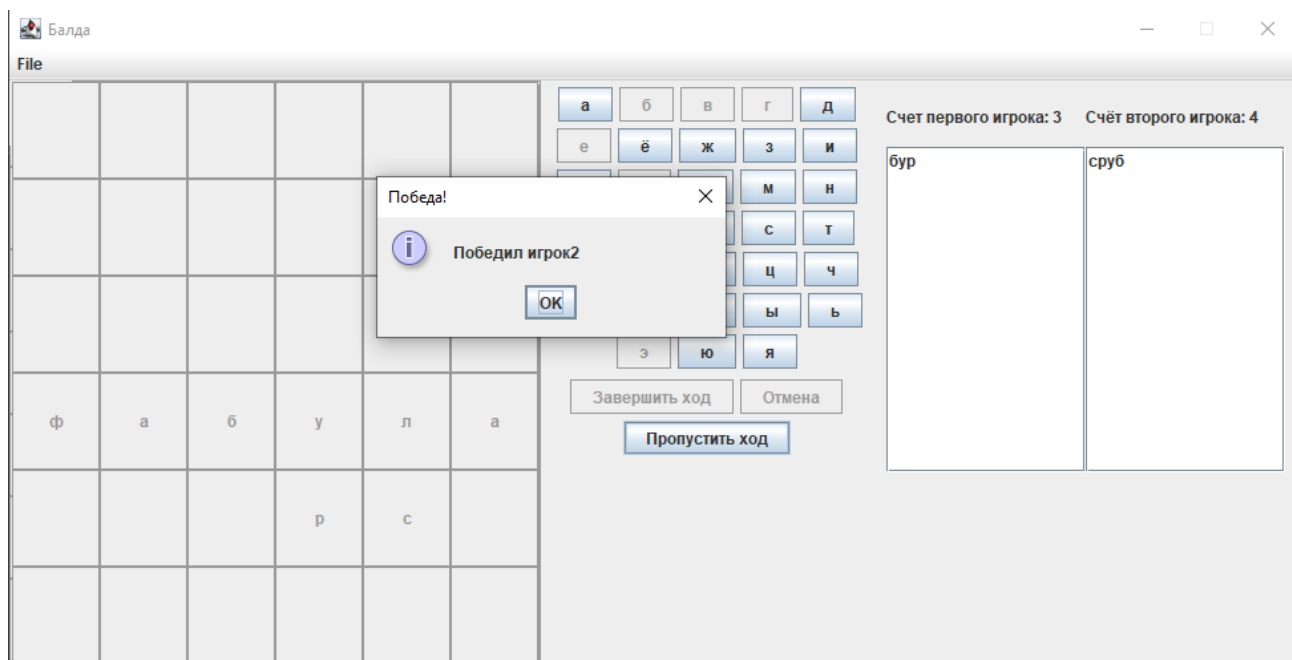 Балда
File
а б в г д
Счет первого игрока: 3 Счёт второго игрока: 4
е ё ж з и
бур сруб
м н
Победа!
с т
Победил игрок2
ц ч
OK
ы ь
э ю я
Завершить ход Отмена
ф а б у л а
Пропустить ход
р с